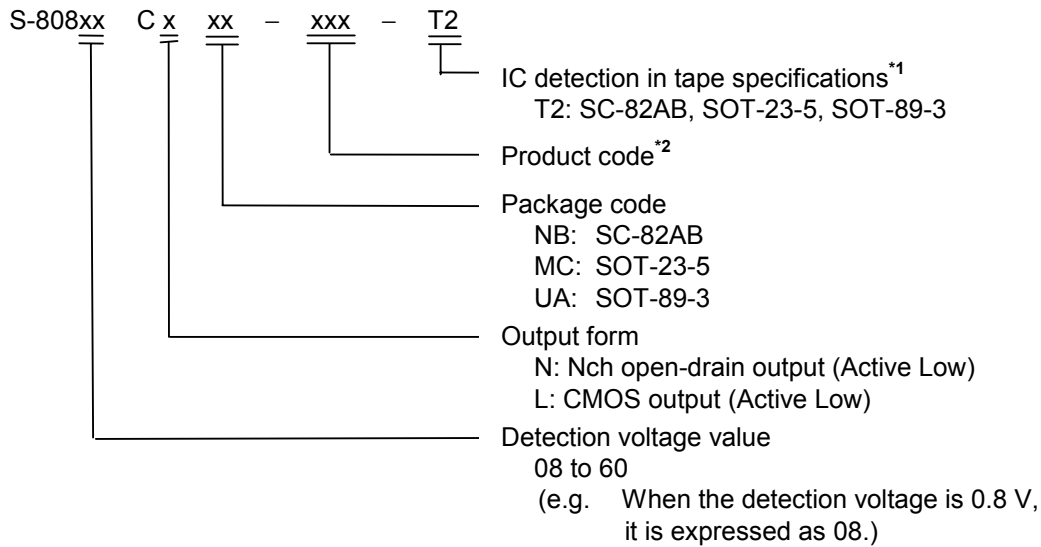 S-808xx C x xx – xxx – T2
IC detection in tape specifications*1
T2: SC-82AB, SOT-23-5, SOT-89-3
Product code*2
Package code
NB: SC-82AB
MC: SOT-23-5
UA: SOT-89-3
Output form
N: Nch open-drain output (Active Low)
L: CMOS output (Active Low)
Detection voltage value
08 to 60
(e.g. When the detection voltage is 0.8 V,
it is expressed as 08.)